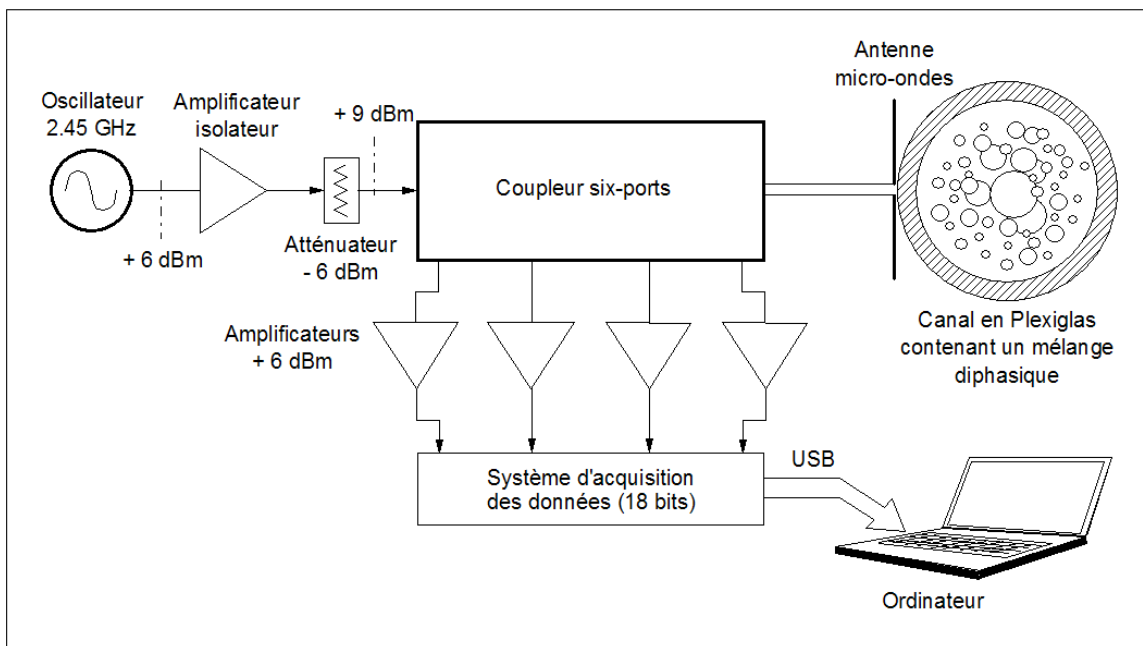 Oscillateur
2.45 GHz
+ 6 dBm
Amplificateur
isolateur
+ 9 dBm
Atténuateur
- 6 dBm
Coupleur six-ports
Antenne
micro-ondes
Canal en Plexiglas
contenant un mélange
diphasique
Amplificateurs
+ 6 dBm
Système d'acquisition
des données (18 bits)
USB
Ordinateur